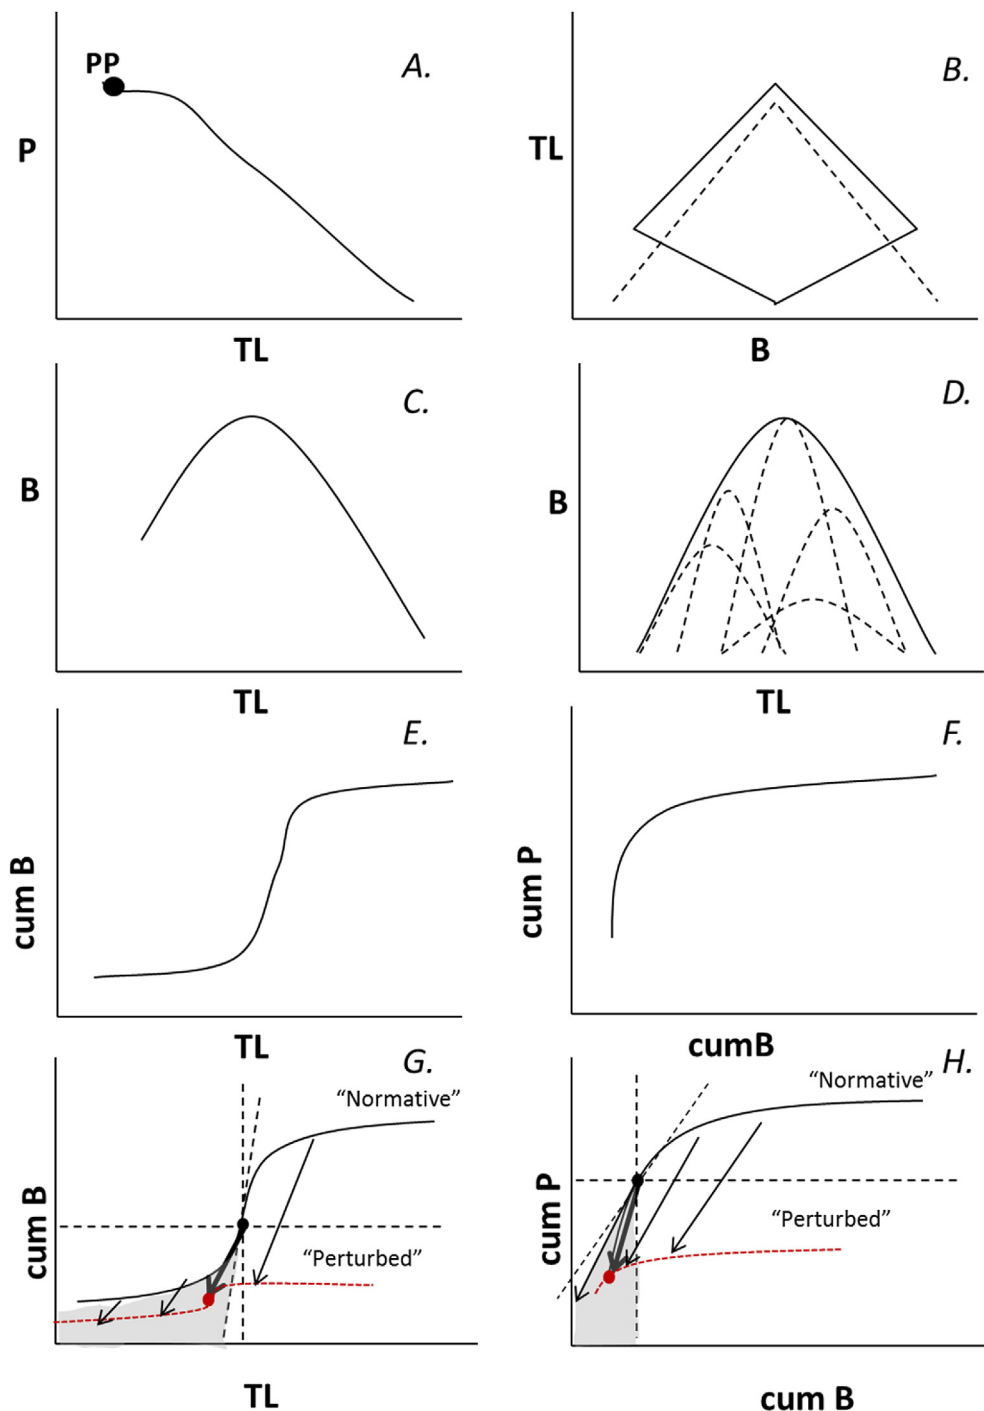 PP
A.
P
TL
B.
TL
B
C.
B
TL
D.
B
TL
E.
cum B
TL
F.
cum P
cumB
G.
"Normative"
cum B
"Perturbed"
TL
H.
"Normative"
cum P
"Perturbed"
cum B